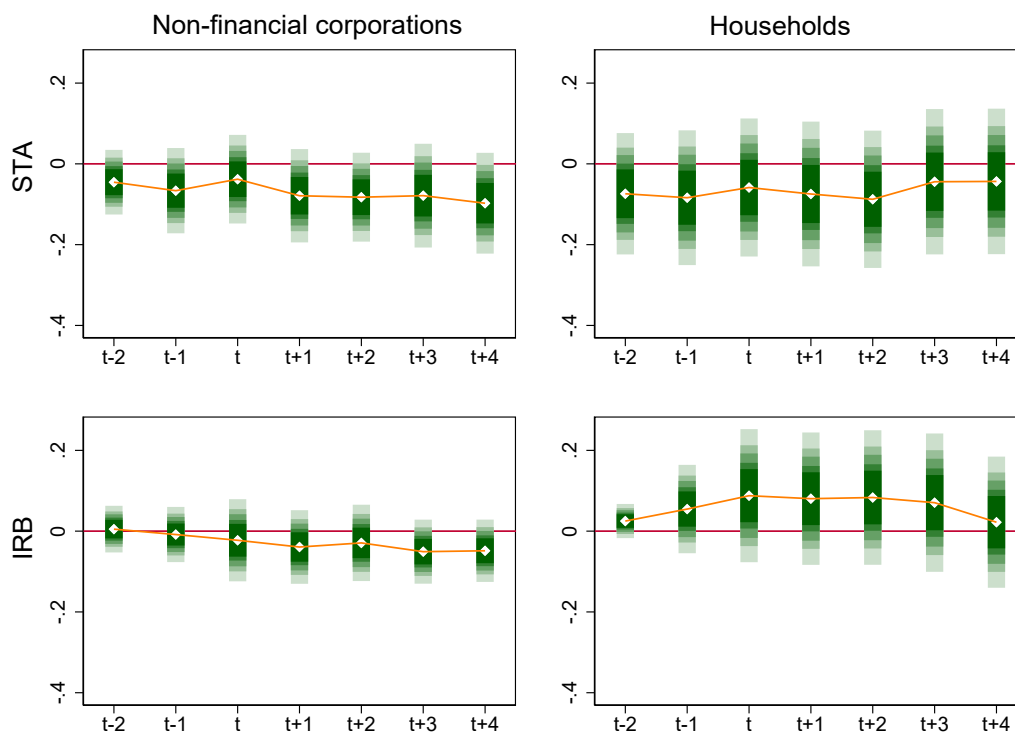 Non-financial corporations
Households
STA
.2
0
-.2
-.4
t-2 t-1 t t+1 t+2 t+3 t+4
.2
0
-.2
-.4
t-2 t-1 t t+1 t+2 t+3 t+4
IRB
.2
0
-.2
-.4
t-2 t-1 t t+1 t+2 t+3 t+4
.2
0
-.2
-.4
t-2 t-1 t t+1 t+2 t+3 t+4